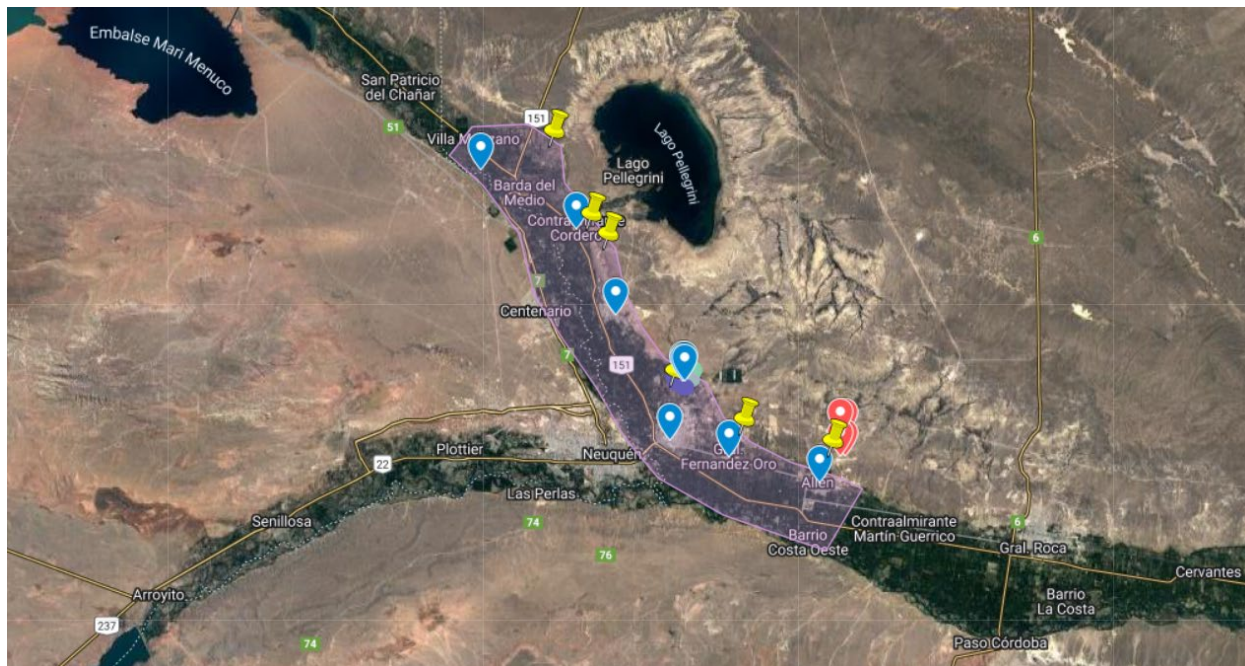 Embalse Mari Menuco
San Patricio
del Chañar
51
151
Villa Manzano
Lago
Pellegrini
Lago Pellegrini
Barda del
Medio
Cordero
6
7
Centenario
7
151
Plottier
Neuquén
Gral.
Fernandez Oro
22
Allen
Las Perlas
Senillosa
74
Contraalmirante
Martín Guerrico
6
Barrio
Costa Oeste
76
Gral. Roca
Cervantes
Arroyito
Barrio
La Costa
237
74
Paso Córdoba